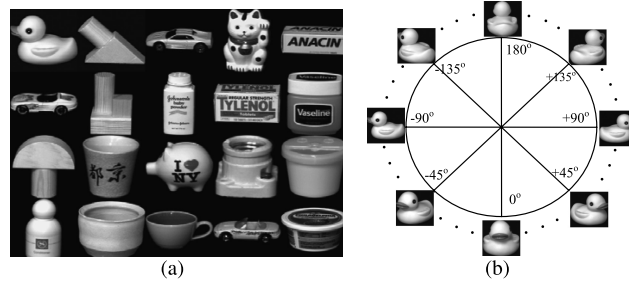 ANACIN
ANACIN
Johnson's
baby
powder
REGULAR STRENGTH
TYLENOL
Vaseline
都 京
I ♥
NY
180°
-135°
+135°
-90°
+90°
-45°
+45°
0°
(a)
(b)